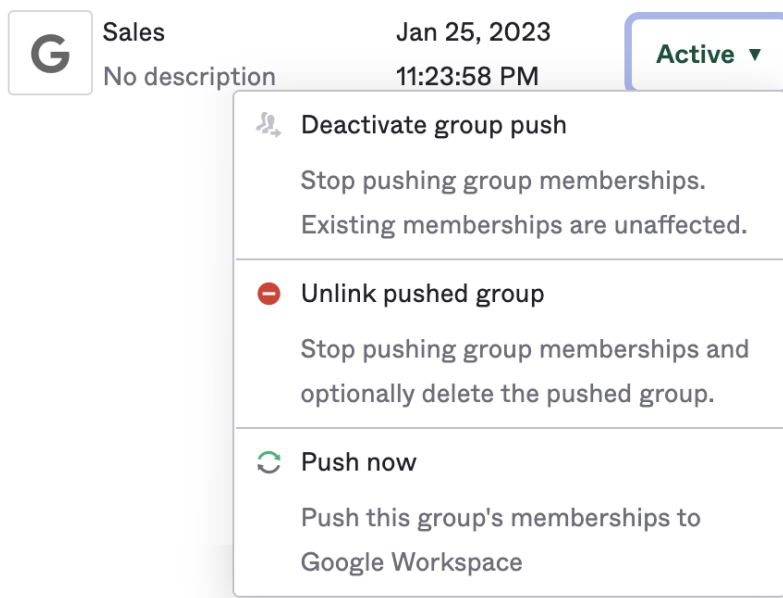 G
Sales
Jan 25, 2023
No description
11:23:58 PM
Active ▼
Deactivate group push
Stop pushing group memberships.
Existing memberships are unaffected.
Unlink pushed group
Stop pushing group memberships and
optionally delete the pushed group.
Push now
Push this group's memberships to
Google Workspace